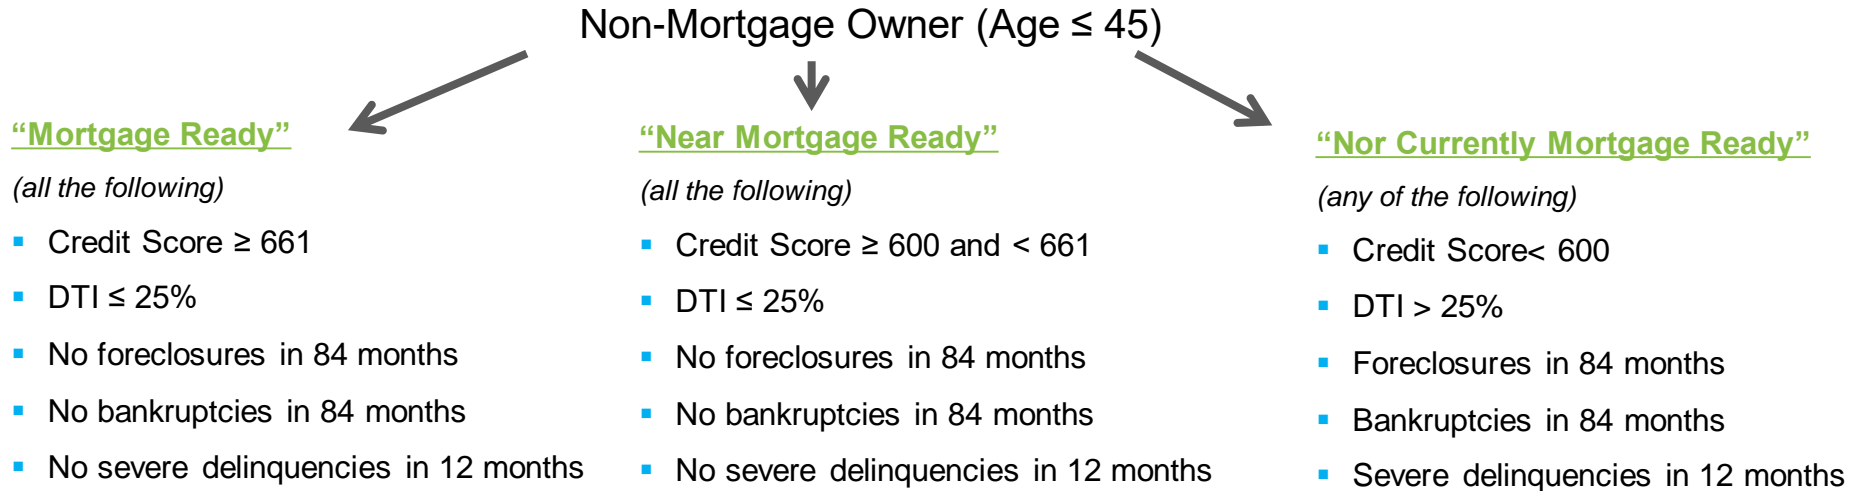 Non-Mortgage Owner (Age ≤ 45)
“Mortgage Ready”
(all the following)
▪ Credit Score ≥ 661
▪ DTI ≤ 25%
▪ No foreclosures in 84 months
▪ No bankruptcies in 84 months
▪ No severe delinquencies in 12 months
“Near Mortgage Ready”
(all the following)
▪ Credit Score ≥ 600 and < 661
▪ DTI ≤ 25%
▪ No foreclosures in 84 months
▪ No bankruptcies in 84 months
▪ No severe delinquencies in 12 months
“Nor Currently Mortgage Ready”
(any of the following)
▪ Credit Score< 600
▪ DTI > 25%
▪ Foreclosures in 84 months
▪ Bankruptcies in 84 months
▪ Severe delinquencies in 12 months